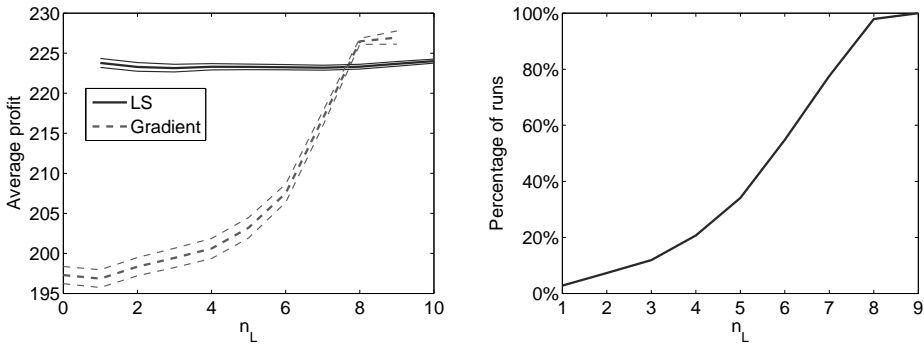 230
225
220
215
210
205
200
195
Average profit
LS
Gradient
0 2 4 6 8 10
n_L
100%
80%
60%
40%
20%
0%
Percentage of runs
1 2 3 4 5 6 7 8 9
n_L